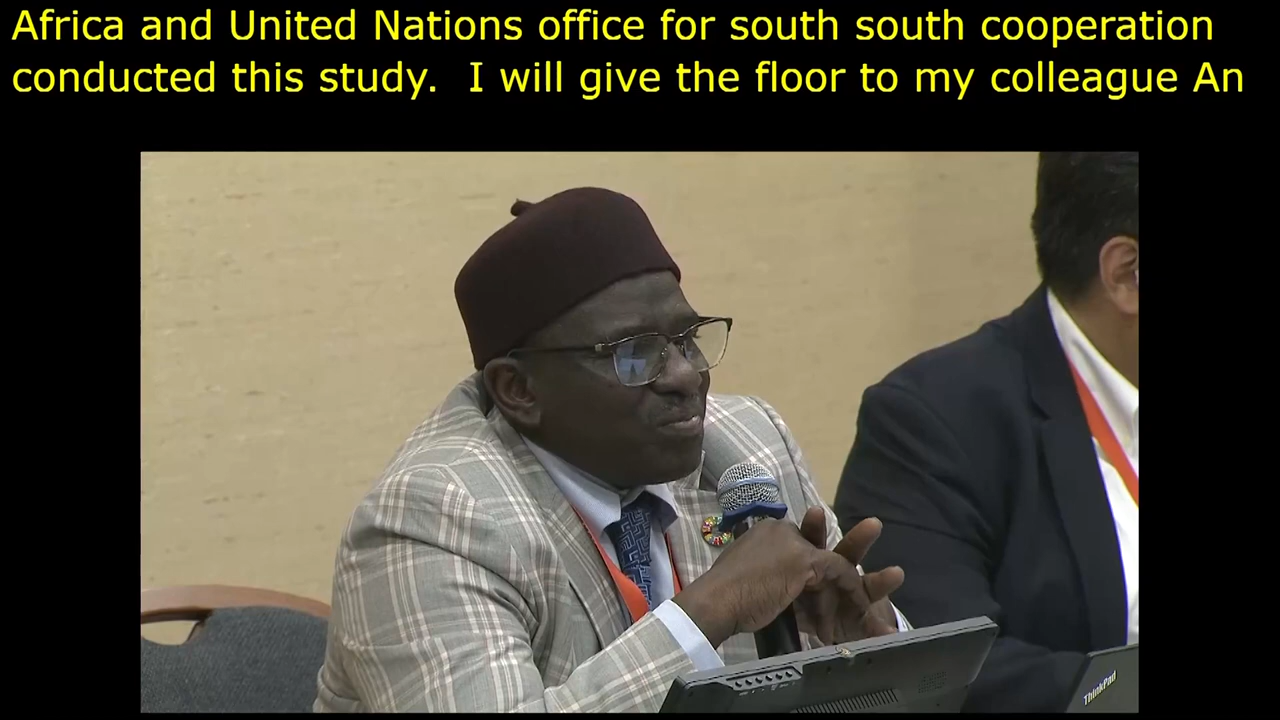 Africa and United Nations office for south south cooperation
conducted this study.  I will give the floor to my colleague An
ThinkPad